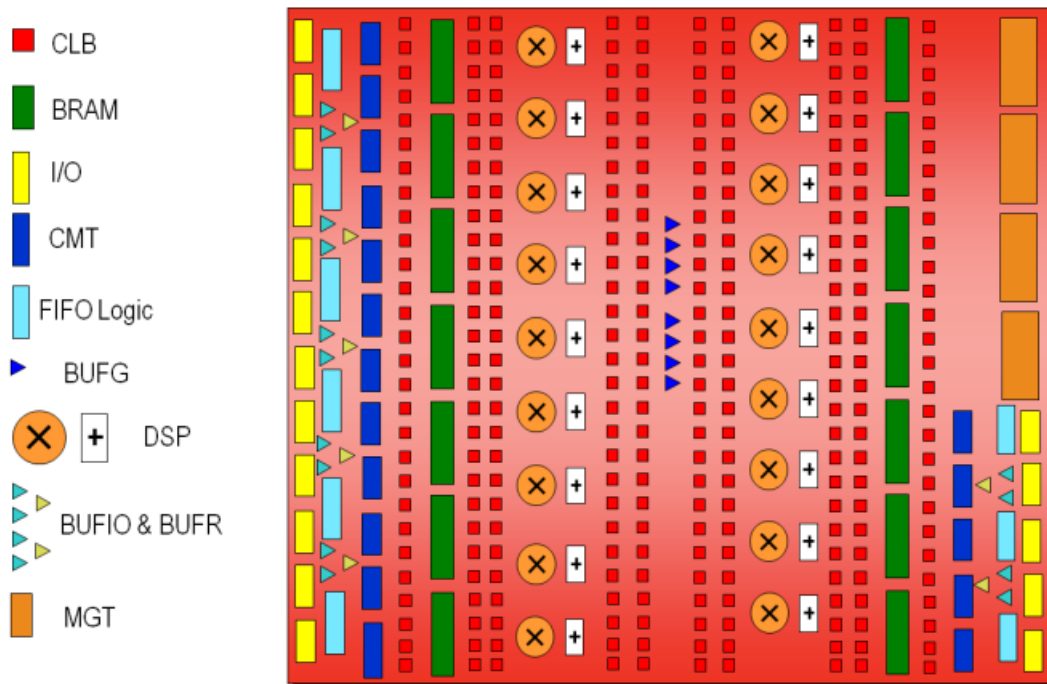 CLB
BRAM
I/O
CMT
FIFO Logic
BUFG
DSP
BUFIO & BUFR
MGT